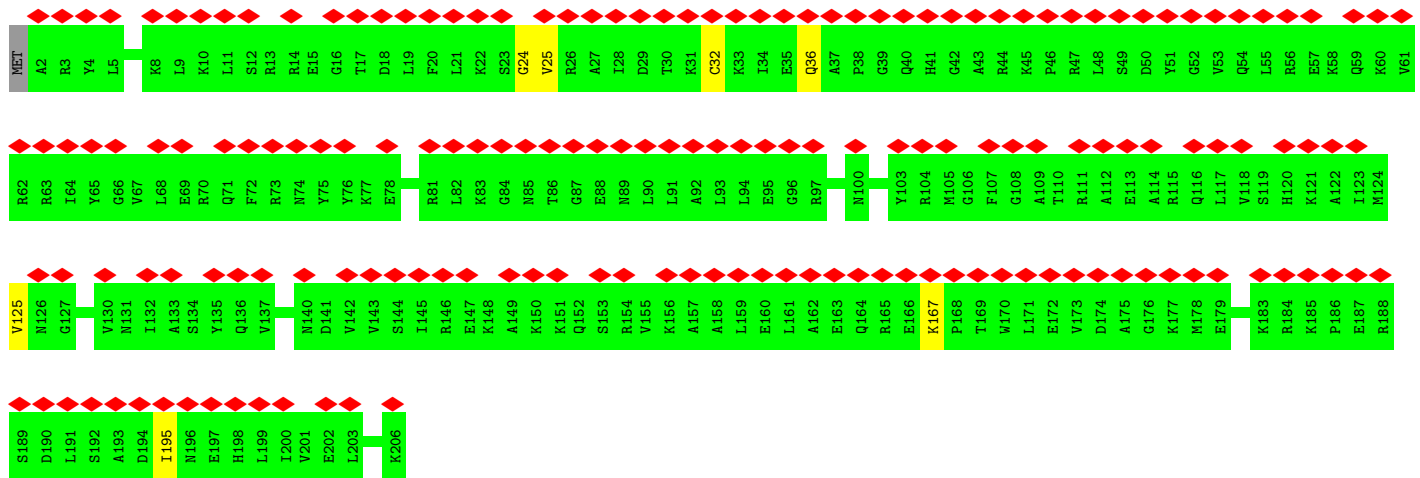 MET A2 R3 Y4 L5 K8 L9 K10 L11 S12 R13 R14 E15 G16 T17 D18 L19 F20 L21 K22 S23 G24 V25 R26 A27 I28 D29 T30 K31 C32 K33 I34 E35 Q36 A37 P38 G39 Q40 H41 G42 A43 R44 K45 P46 R47 L48 S49 D50 Y51 G52 V53 Q54 L55 R56 E57 K58 Q59 K60 V61
R62 R63 I64 Y65 G66 V67 L68 E69 R70 Q71 F72 R73 N74 Y75 Y76 K77 E78 R81 L82 K83 G84 N85 T86 G87 E88 N89 L90 L91 A92 L93 L94 E95 G96 R97 N100 Y103 R104 M105 G106 F107 G108 A109 T110 R111 A112 E113 A114 R115 Q116 L117 V118 S119 H120 K121 A122 I123 M124
V125 N126 G127 V130 N131 I132 A133 S134 Y135 Q136 V137 N140 D141 V142 V143 S144 I145 R146 E147 K148 A149 K150 K151 Q152 S153 R154 V155 K156 A157 A158 L159 E160 L161 A162 E163 Q164 R165 E166 K167 P168 T169 W170 L171 E172 V173 D174 A175 G176 K177 M178 E179 K183 R184 K185 P186 E187 R188
S189 D190 L191 S192 A193 D194 I195 N196 E197 H198 L199 I200 V201 E202 L203 K206